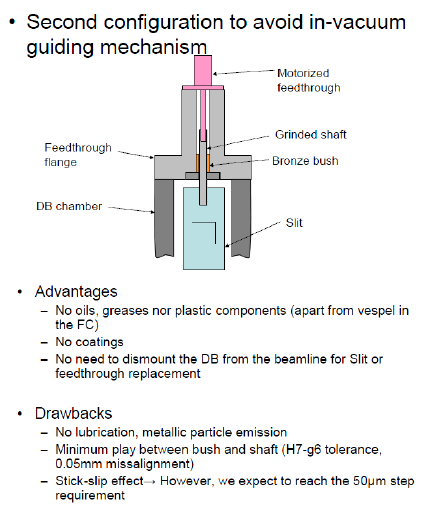 • Second configuration to avoid in-vacuum
guiding mechanism
Motorized
feedthrough
Grinded shaft
Feedthrough
flange
Bronze bush
DB chamber
Slit
• Advantages
– No oils, greases nor plastic components (apart from vespel in
the FC)
– No coatings
– No need to dismount the DB from the beamline for Slit or
feedthrough replacement
• Drawbacks
– No lubrication, metallic particle emission
– Minimum play between bush and shaft (H7-g6 tolerance,
0.05mm missalignment)
– Stick-slip effect→ However, we expect to reach the 50µm step
requirement